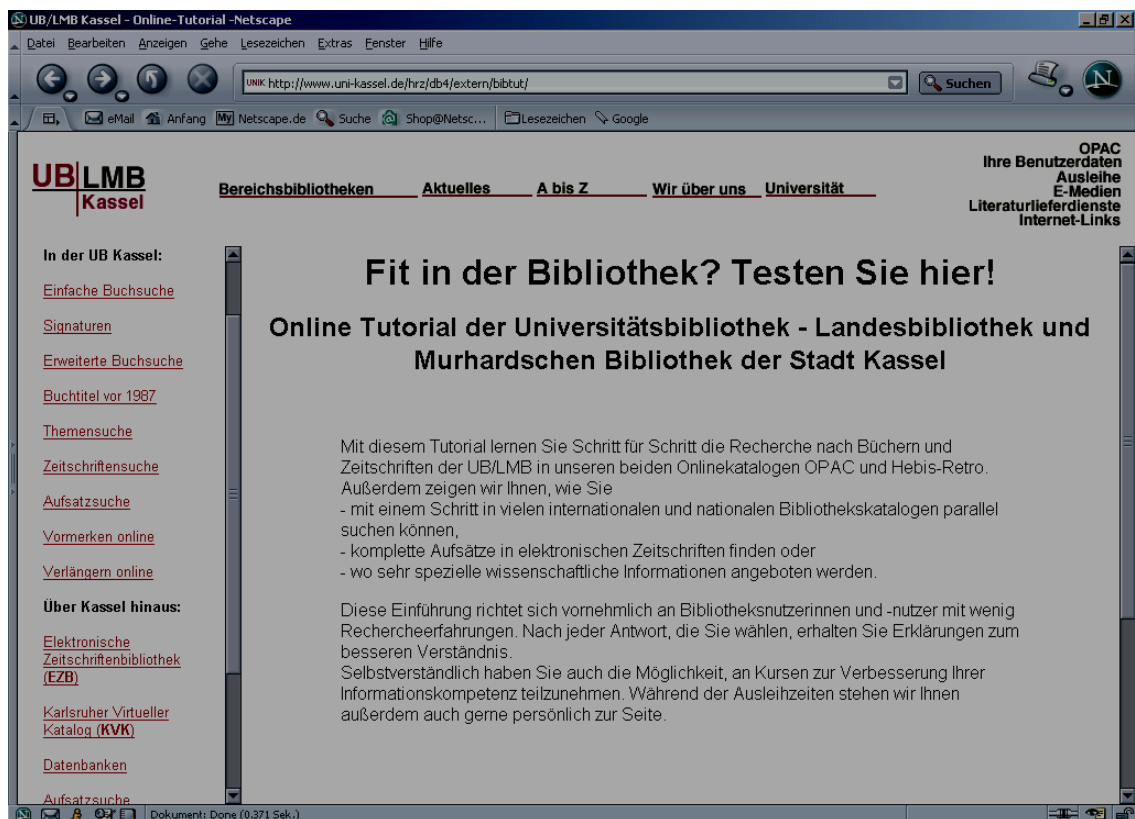 UB/LMB Kassel - Online-Tutorial -Netscape
Datei Bearbeiten Anzeigen Gehe Lesezeichen Extras Fenster Hilfe
UNIK http://www.uni-kassel.de/hrz/db4/extern/bibtut/
Suchen
N
eMail Anfang My Netscape.de Suche Shop@Netsc... Lesezeichen Google
UB LMB
Kassel
Bereichsbibliotheken Aktuelles A bis Z Wir über uns Universität
OPAC
Ihre Benutzerdaten
Ausleihe
E-Medien
Literaturlieferdienste
Internet-Links
In der UB Kassel:
Einfache Buchsuche
Signaturen
Erweiterte Buchsuche
Buchtitel vor 1987
Themensuche
Zeitschriftensuche
Aufsatzsuche
Vormerken online
Verlängern online
Über Kassel hinaus:
Elektronische
Zeitschriftenbibliothek
(EZB)
Karlsruher Virtueller
Katalog (KVK)
Datenbanken
Aufsatzsuche
Fit in der Bibliothek? Testen Sie hier!
Online Tutorial der Universitätsbibliothek - Landesbibliothek und
Murhardschen Bibliothek der Stadt Kassel
Mit diesem Tutorial lernen Sie Schritt für Schritt die Recherche nach Büchern und
Zeitschriften der UB/LMB in unseren beiden Onlinekatalogen OPAC und Hebis-Retro.
Außerdem zeigen wir Ihnen, wie Sie
- mit einem Schritt in vielen internationalen und nationalen Bibliothekskatalogen parallel
suchen können,
- komplette Aufsätze in elektronischen Zeitschriften finden oder
- wo sehr spezielle wissenschaftliche Informationen angeboten werden.
Diese Einführung richtet sich vornehmlich an Bibliotheksnutzerinnen und -nutzer mit wenig
Rechercheerfahrungen. Nach jeder Antwort, die Sie wählen, erhalten Sie Erklärungen zum
besseren Verständnis.
Selbstverständlich haben Sie auch die Möglichkeit, an Kursen zur Verbesserung Ihrer
Informationskompetenz teilzunehmen. Während der Ausleihzeiten stehen wir Ihnen
außerdem auch gerne persönlich zur Seite.
Dokument: Done (0.371 Sek.)